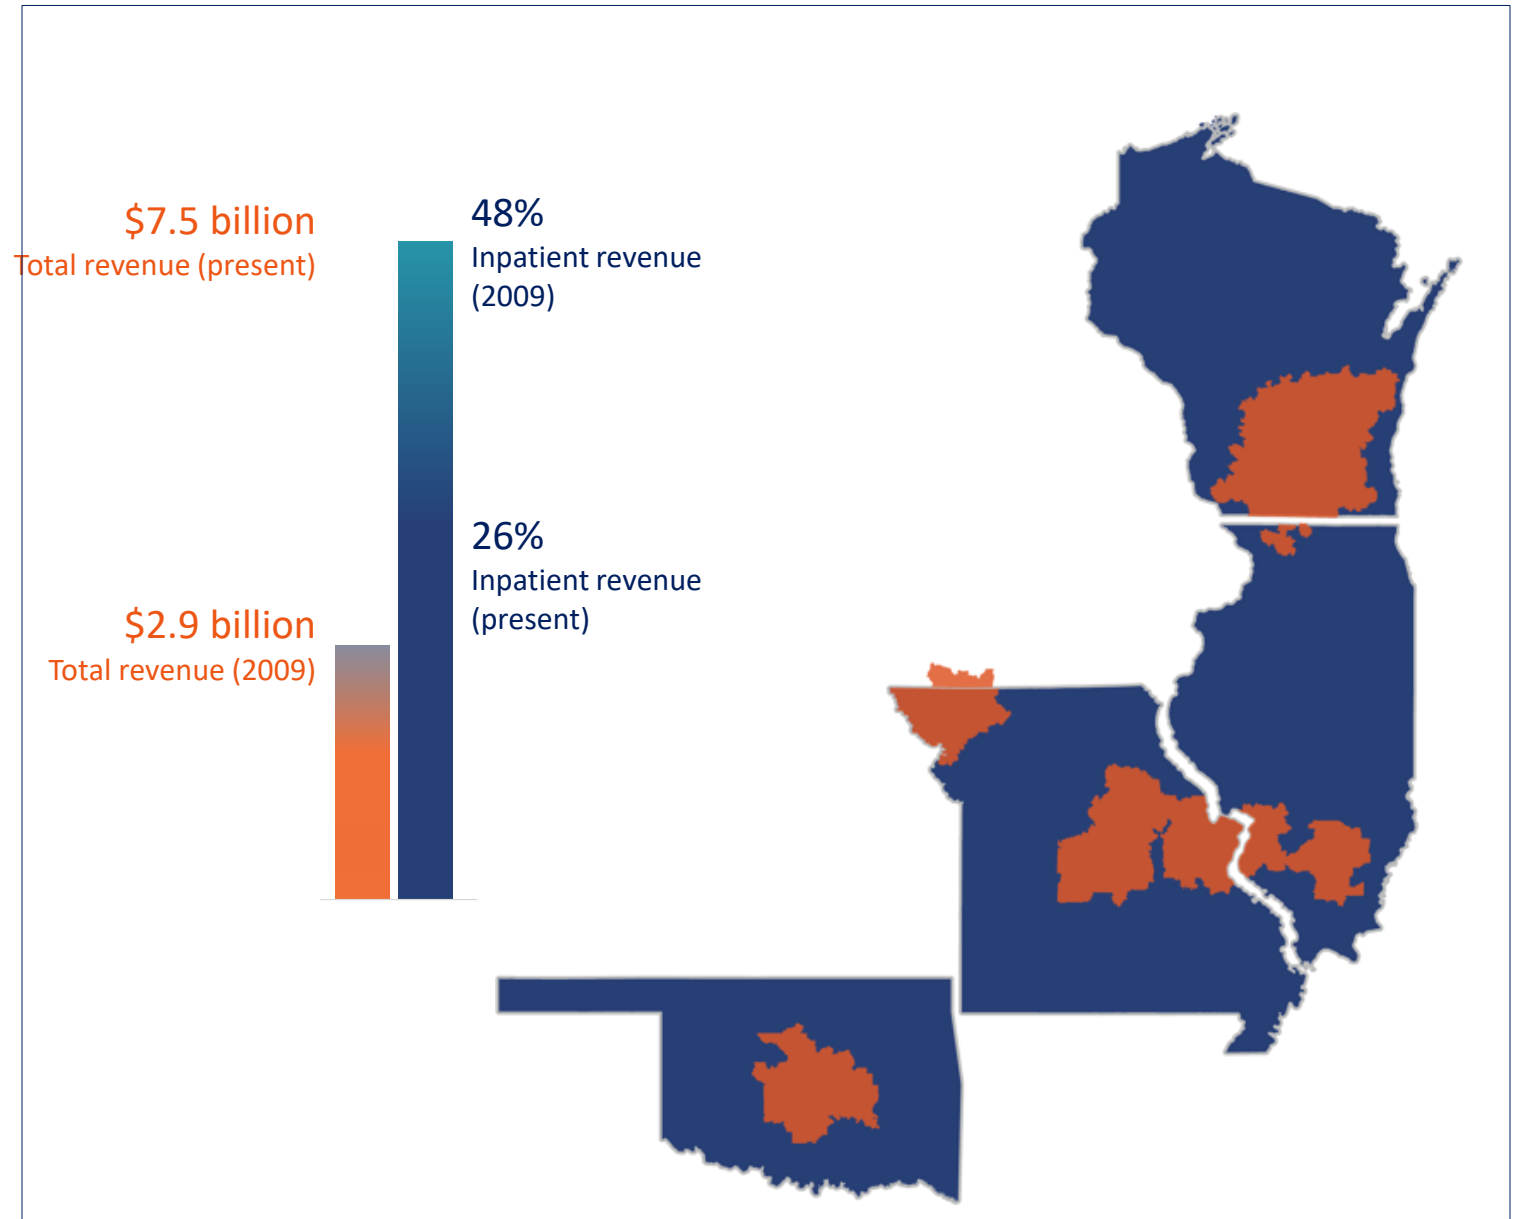 $7.5 billion
Total revenue (present)
48%
Inpatient revenue
(2009)
26%
Inpatient revenue
(present)
$2.9 billion
Total revenue (2009)